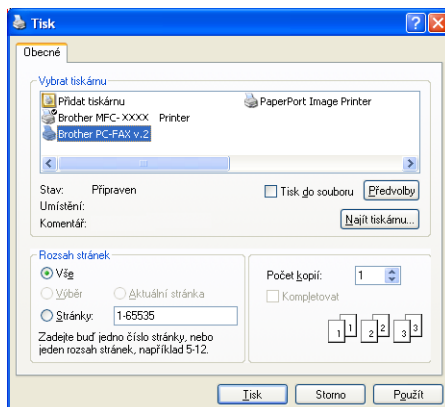 Tisk
Obecné
Vybrat tiskárnu
Přidat tiskárnu
PaperPort Image Printer
Brother MFC-XXXX Printer
Brother PC-FAX v.2
Stav: Připraven
Tisk do souboru
Předvolby
Umístění:
Komentář:
Najít tiskárnu...
Rozsah stránek
Vše
Výběr
Aktuální stránka
Stránky: 1-65535
Zadejte buď jedno číslo stránky, nebo
jeden rozsah stránek, například 5-12.
Počet kopií: 1
Kompletovat
1 1 2 2 3 3
Tisk
Storno
Použít